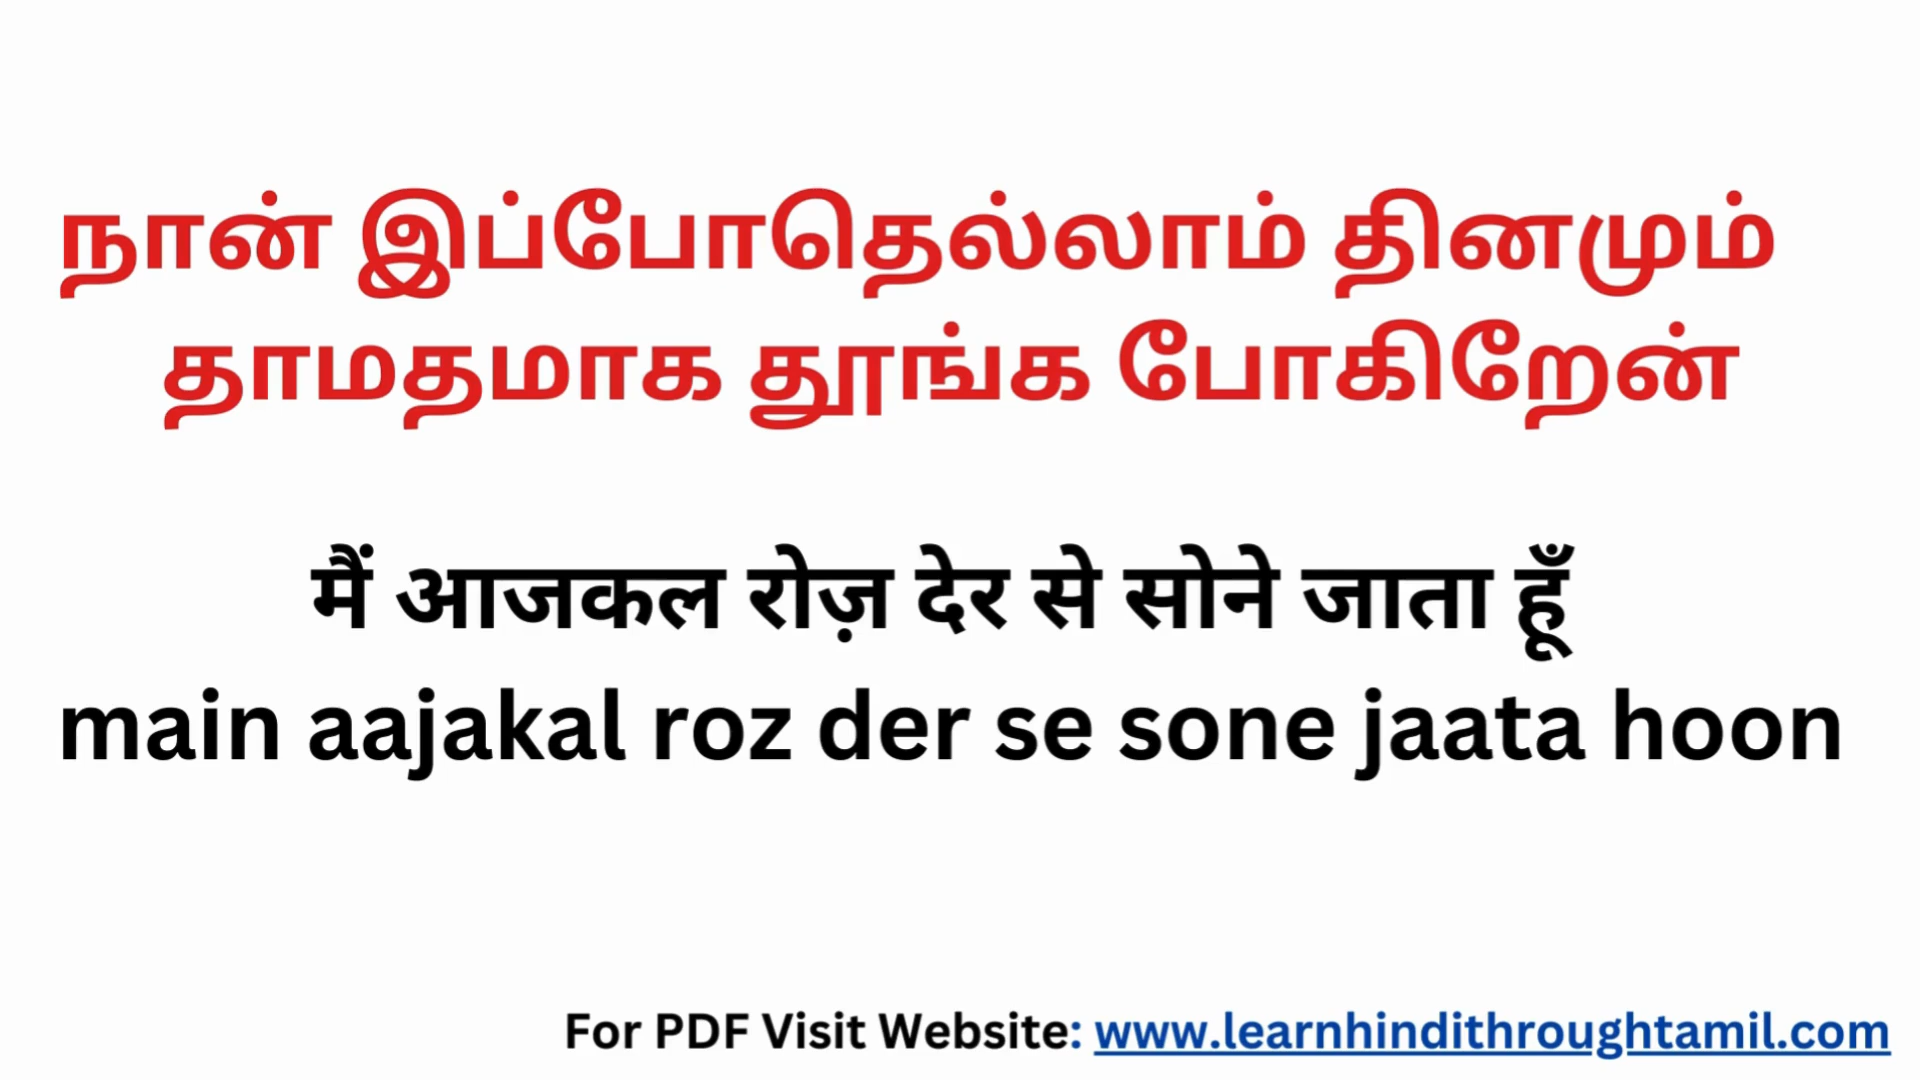 நான் இப்போதெல்லாம் தினமும்
தாமதமாக தூங்க போகிறேன்
मैं आजकल रोज़ देर से सोने जाता हूँ
main aajakal roz der se sone jaata hoon
For PDF Visit Website: www.learnhindithroughtamil.com